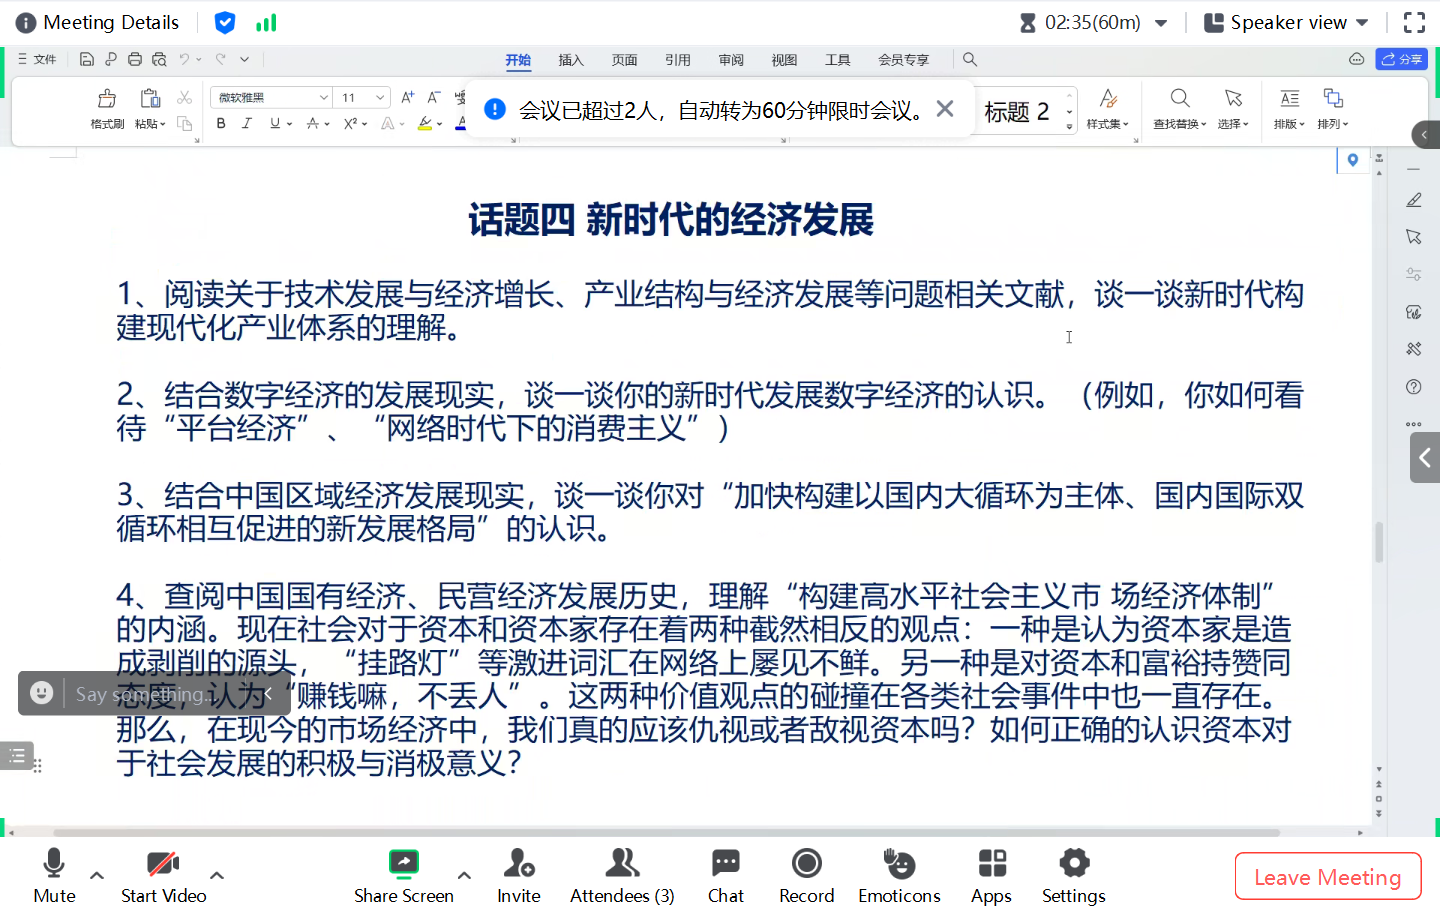 Meeting Details
02:35(60m)
Speaker view
文件
开始
插入
页面
引用
审阅
视图
工具
会员专享
分享
格式刷
粘贴
微软雅黑
11
会议已超过2人，自动转为60分钟限时会议。
标题 2
样式集
查找替换
选择
排版
排列
话题四 新时代的经济发展
1、阅读关于技术发展与经济增长、产业结构与经济发展等问题相关文献，谈一谈新时代构
建现代化产业体系的理解。
2、结合数字经济的发展现实，谈一谈你的新时代发展数字经济的认识。（例如，你如何看
待“平台经济”、“网络时代下的消费主义”）
3、结合中国区域经济发展现实，谈一谈你对“加快构建以国内大循环为主体、国内国际双
循环相互促进的新发展格局”的认识。
4、查阅中国国有经济、民营经济发展历史，理解“构建高水平社会主义市 场经济体制”
的内涵。现在社会对于资本和资本家存在着两种截然相反的观点：一种是认为资本家是造
成剥削的源头，“挂路灯”等激进词汇在网络上屡见不鲜。另一种是对资本和富裕持赞同
态度，认为“赚钱嘛，不丢人”。这两种价值观点的碰撞在各类社会事件中也一直存在。
那么，在现今的市场经济中，我们真的应该仇视或者敌视资本吗？如何正确的认识资本对
于社会发展的积极与消极意义？
Say something...
Mute
Start Video
Share Screen
Invite
Attendees (3)
Chat
Record
Emoticons
Apps
Settings
Leave Meeting